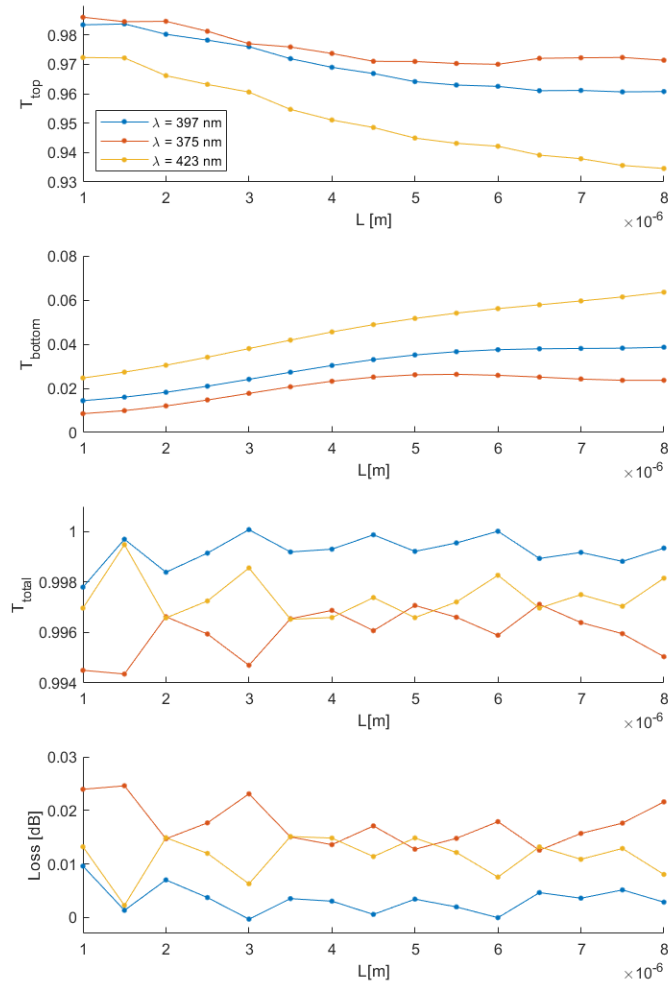 0.98
0.97
0.96
0.95
0.94
0.93
T_top
λ = 397 nm
λ = 375 nm
λ = 423 nm
1 2 3 4 5 6 7 8
L [m]
×10^-6
0.08
0.06
0.04
0.02
0
T_bottom
1 2 3 4 5 6 7 8
L[m]
×10^-6
1
0.998
0.996
0.994
T_total
1 2 3 4 5 6 7 8
L[m]
×10^-6
0.03
0.02
0.01
0
Loss [dB]
1 2 3 4 5 6 7 8
L[m]
×10^-6